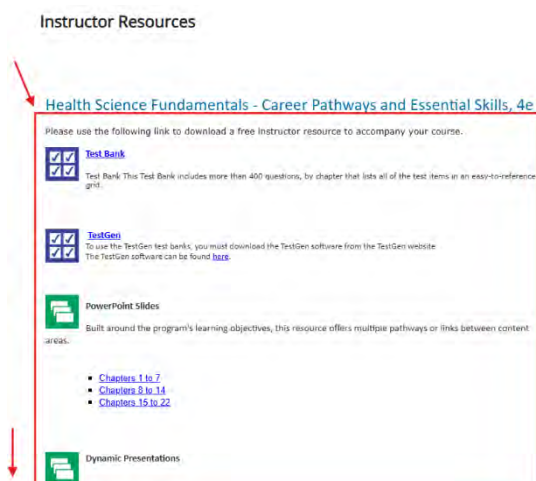 Instructor Resources
Health Science Fundamentals - Career Pathways and Essential Skills, 4e
Please use the following link to download a free instructor resource to accompany your course.
Test Bank
Test Bank This Test Bank includes more than 400 questions, by chapter that lists all of the test items in an easy-to-reference
grid.
TestGen
To use the TestGen test banks, you must download the TestGen software from the TestGen website
The TestGen software can be found here.
PowerPoint Slides
Built around the program's learning objectives, this resource offers multiple pathways or links between content
areas.
Chapters 1 to 7
Chapters 8 to 14
Chapters 15 to 22
Dynamic Presentations